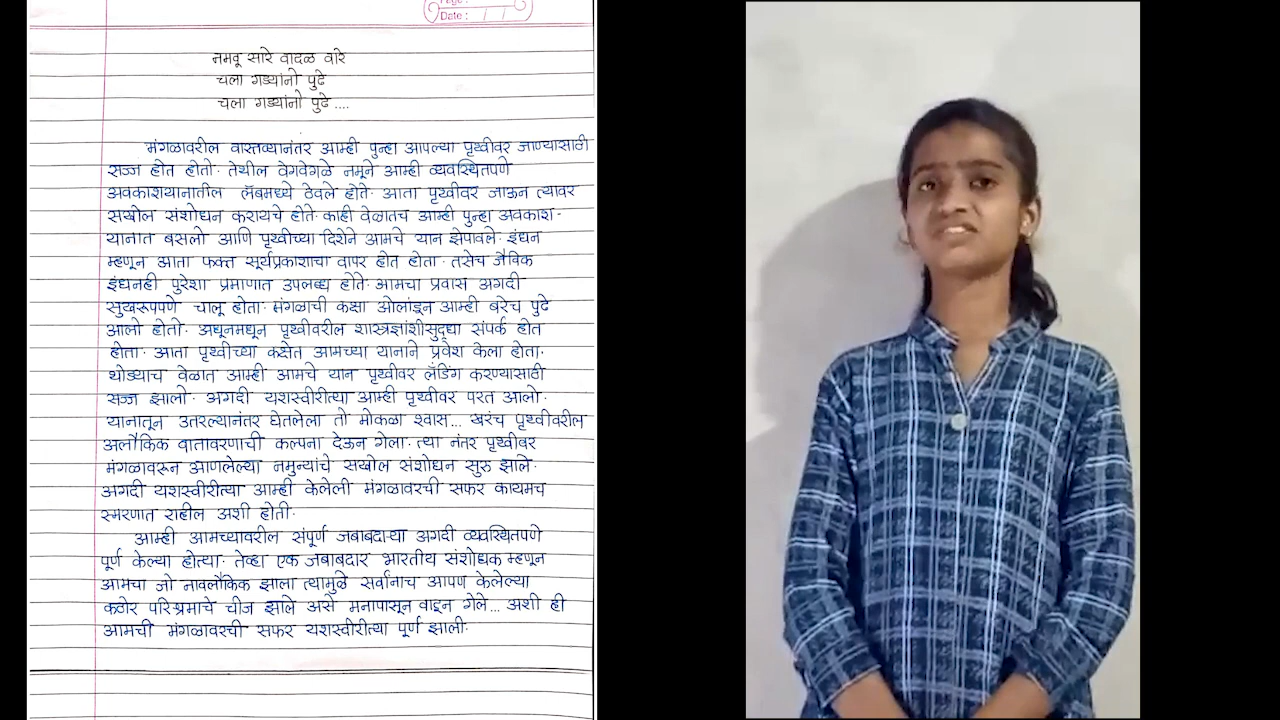 Page :
Date : / /
नमवू सारे वादळ वारे
चला गड्यांनो पुढे
चला गड्यांनो पुढे ....
मंगळावरील वास्तव्यानंतर आम्ही पुन्हा आपल्या पृथ्वीवर जाण्यासाठी
सज्ज होत होतो. तेथील वेगवेगळे नमूने आम्ही व्यवस्थितपणे
अवकाशयानातील लॅबमध्ये ठेवले होते. आता पृथ्वीवर जाऊन त्यावर
सखोल संशोधन करायचे होते. काही वेळातच आम्ही पुन्हा अवकाश-
यानात बसलो आणि पृथ्वीच्या दिशेने आमचे यान झेपावले. इंधन
म्हणून आता फक्त सूर्यप्रकाशाचा वापर होत होता. तसेच जैविक
इंधनही पुरेशा प्रमाणात उपलब्ध होते. आमचा प्रवास अगदी
सुखरूपपणे चालू होता. मंगळाची कक्षा ओलांडून आम्ही बरेच पुढे
आलो होतो. अधूनमधून पृथ्वीवरील शास्त्रज्ञांशीसुद्धा संपर्क होत
होता. आता पृथ्वीच्या कक्षेत आमच्या यानाने प्रवेश केला होता.
थोड्याच वेळात आम्ही आमचे यान पृथ्वीवर लँडिंग करण्यासाठी
सज्ज झालो. अगदी यशस्वीरीत्या आम्ही पृथ्वीवर परत आलो.
यानातून उतरल्यानंतर घेतलेला तो मोकळा श्वास... खरंच पृथ्वीवरील
अलौकिक वातावरणाची कल्पना देऊन गेला. त्या नंतर पृथ्वीवर
मंगळावरून आणलेल्या नमुन्यांचे सखोल संशोधन सुरु झाले.
अगदी यशस्वीरीत्या आम्ही केलेली मंगळावरची सफर कायमच
स्मरणात राहील अशी होती.
आम्ही आमच्यावरील संपूर्ण जबाबदाऱ्या अगदी व्यवस्थितपणे
पूर्ण केल्या होत्या. तेव्हा एक जबाबदार भारतीय संशोधक म्हणून
आमचा जो नावलौकिक झाला त्यामुळे सर्वांनाच आपण केलेल्या
कठोर परिश्रमाचे चीज झाले असे मनापासून वाटून गेले... अशी ही
आमची मंगळावरची सफर यशस्वीरीत्या पूर्ण झाली.